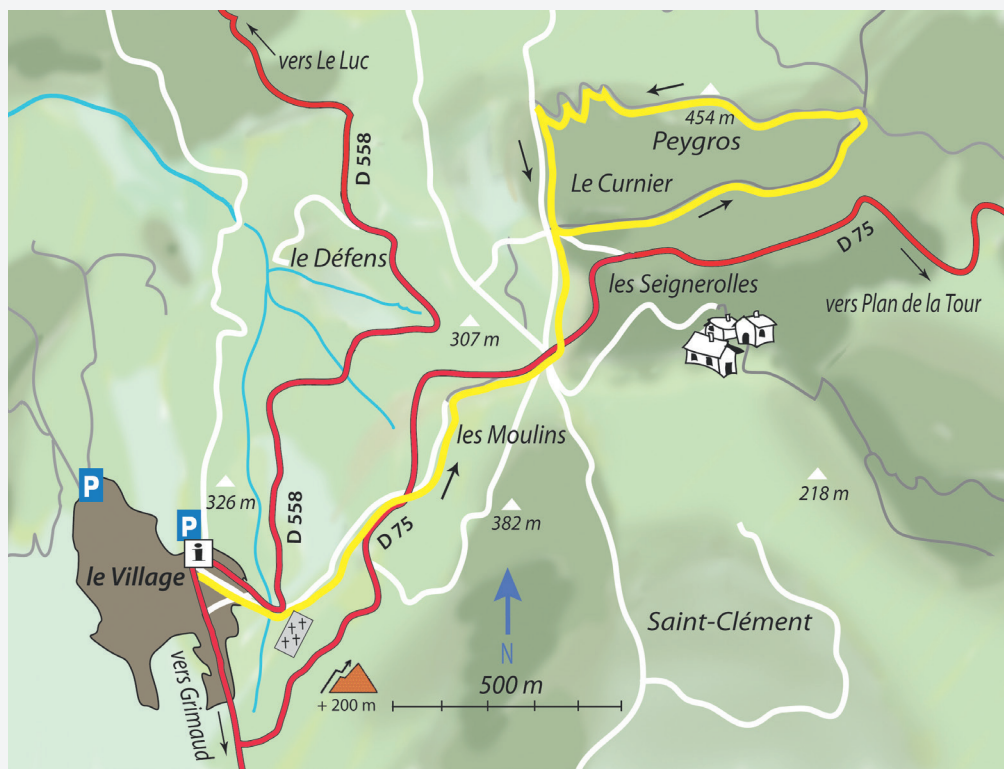 vers Le Luc
D 558
454 m
Peygros
Le Curnier
D 75
le Défens
les Seignerolles
vers Plan de la Tour
307 m
les Moulins
P
326 m
D 558
218 m
382 m
P
i
D 75
le Village
Saint-Clément
N
vers Grimaud
500 m
+ 200 m